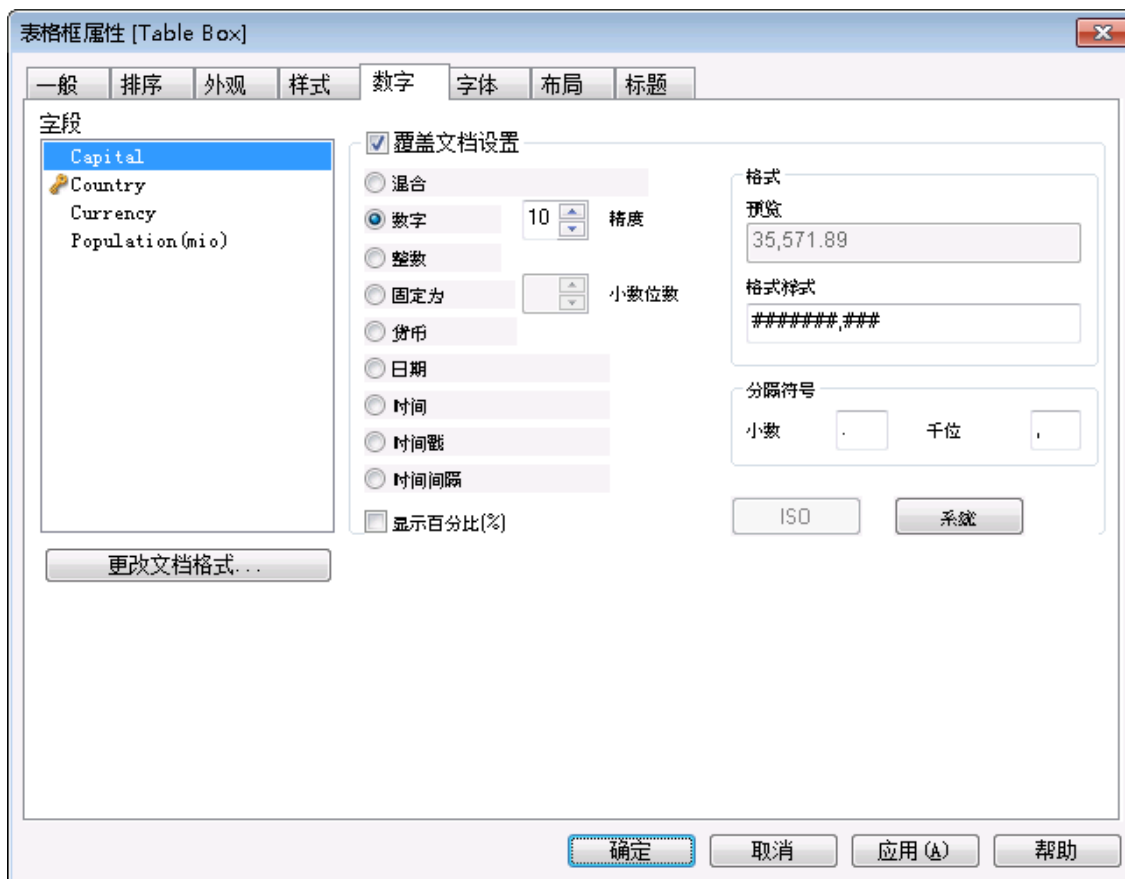 表格框属性 [Table Box]
一般 排序 外观 样式 数字 字体 布局 标题
字段
Capital
Country
Currency
Population(mio)
更改文档格式...
覆盖文档设置
混合
数字 10 精度
整数
固定为 小数位数
货币
日期
时间
时间戳
时间间隔
显示百分比(%)
格式
预览
35,571.89
格式样式
#######,###
分隔符号
小数 . 千位 ,
ISO 系统
确定 取消 应用(A) 帮助